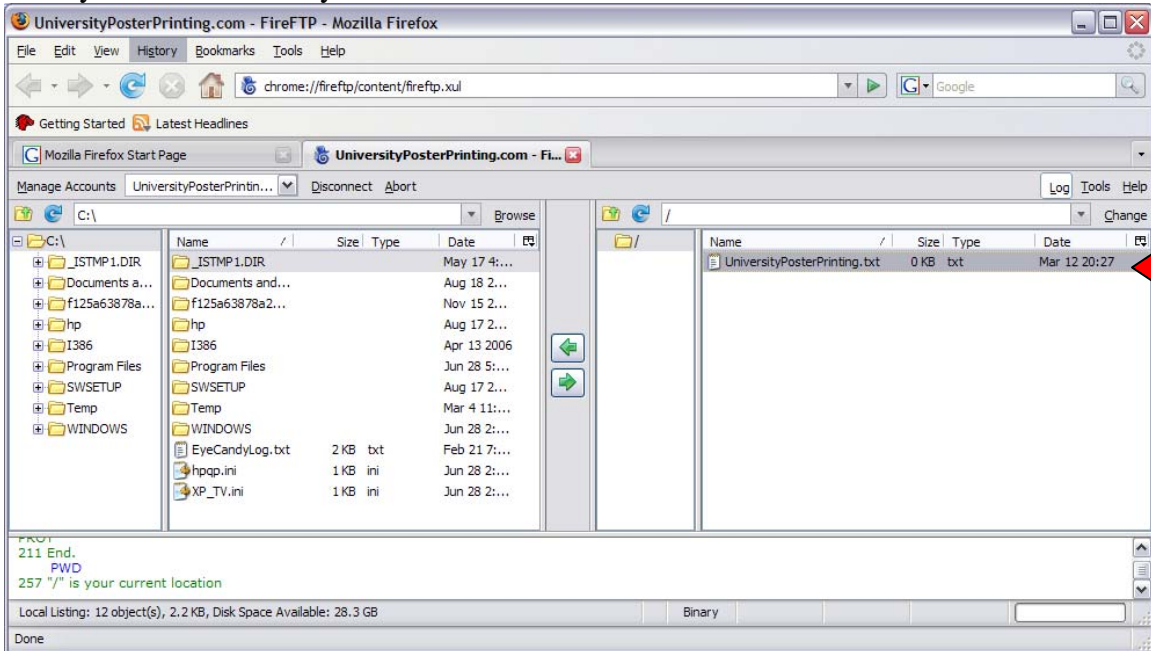 UniversityPosterPrinting.com - FireFTP - Mozilla Firefox
File Edit View History Bookmarks Tools Help
chrome://fireftp/content/fireftp.xul Google
Getting Started Latest Headlines
Mozilla Firefox Start Page UniversityPosterPrinting.com - Fi...
Manage Accounts UniversityPosterPrintin... Disconnect Abort Log Tools Help
C:\ Browse / Change
C:\ Name Size Type Date / Name Size Type Date
_ISTMP1.DIR _ISTMP1.DIR May 17 4:... UniversityPosterPrinting.txt 0 KB txt Mar 12 20:27
Documents a... Documents and... Aug 18 2...
f125a63878a... f125a63878a2... Nov 15 2...
hp hp Aug 17 2...
I386 I386 Apr 13 2006
Program Files Program Files Jun 28 5:...
SWSETUP SWSETUP Aug 17 2...
Temp Temp Mar 4 11:...
WINDOWS WINDOWS Jun 28 2:...
EyeCandyLog.txt 2 KB txt Feb 21 7:...
hpqp.ini 1 KB ini Jun 28 2:...
XP_TV.ini 1 KB ini Jun 28 2:...
211 End.
PWD
257 "/" is your current location
Local Listing: 12 object(s), 2.2 KB, Disk Space Available: 28.3 GB Binary
Done